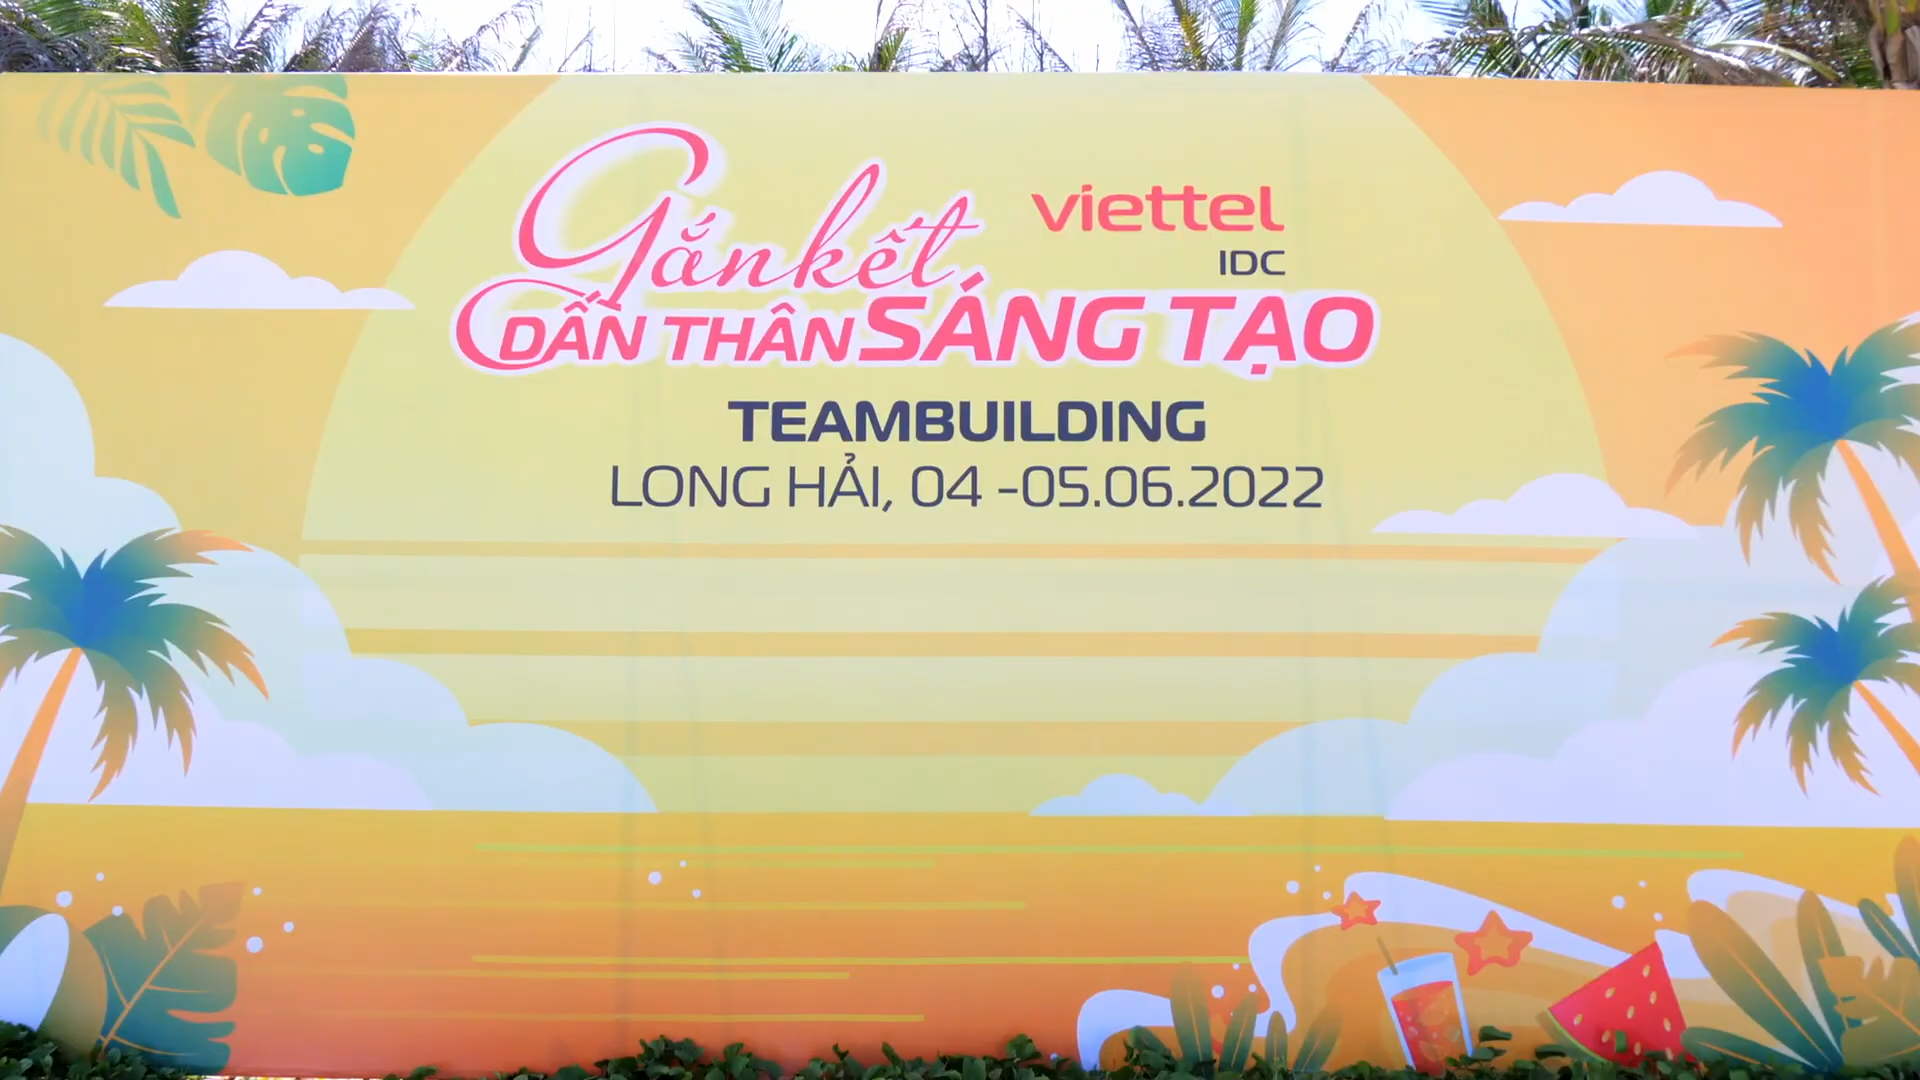 Gắn kết
viettel
IDC
DẤN THÂN SÁNG TẠO
TEAMBUILDING
LONG HẢI, 04 -05.06.2022